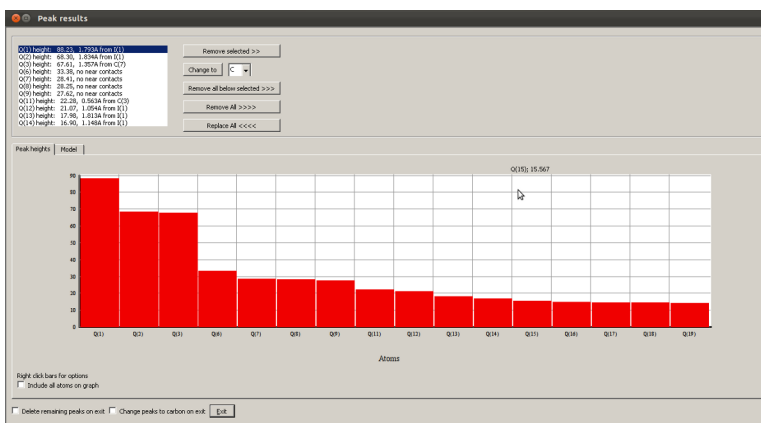 Peak results
Q(1) height: 88.23, 1.793A from I(1)
Q(2) height: 68.30, 1.834A from I(1)
Q(3) height: 67.61, 1.357A from C(7)
Q(6) height: 33.38, no near contacts
Q(7) height: 28.41, no near contacts
Q(8) height: 28.25, no near contacts
Q(9) height: 27.62, no near contacts
Q(11) height: 22.28, 0.563A from C(3)
Q(12) height: 21.07, 1.054A from I(1)
Q(13) height: 17.98, 1.813A from I(1)
Q(14) height: 16.90, 1.148A from I(1)
Remove selected >>
Change to C
Remove all below selected >>>
Remove All >>>>
Replace All <<<<
Peak heights Model
Q(15); 15.567
90
80
70
60
50
40
30
20
10
0
Q(1) Q(2) Q(3) Q(6) Q(7) Q(8) Q(9) Q(11) Q(12) Q(13) Q(14) Q(15) Q(16) Q(17) Q(18) Q(19)
Atoms
Right click bars for options
Include all atoms on graph
Delete remaining peaks on exit Change peaks to carbon on exit Exit